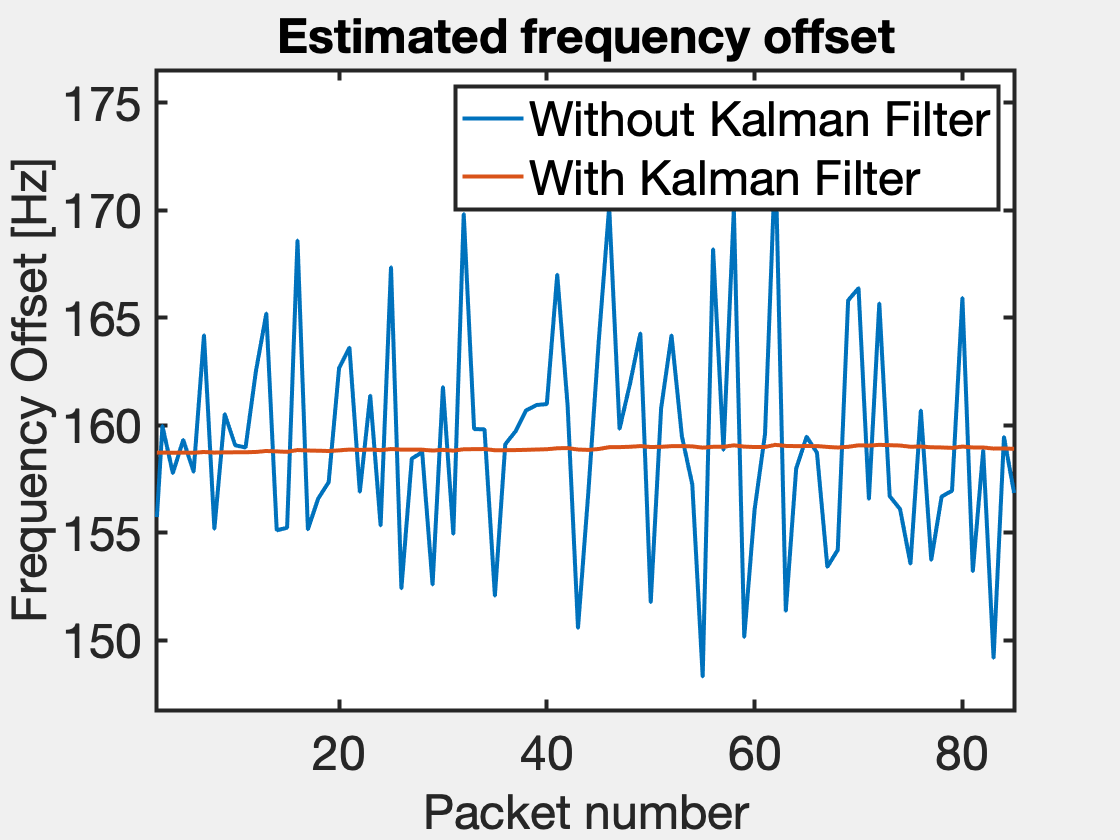 Estimated frequency offset
Without Kalman Filter
With Kalman Filter
Frequency Offset [Hz]
175
170
165
160
155
150
20 40 60 80
Packet number